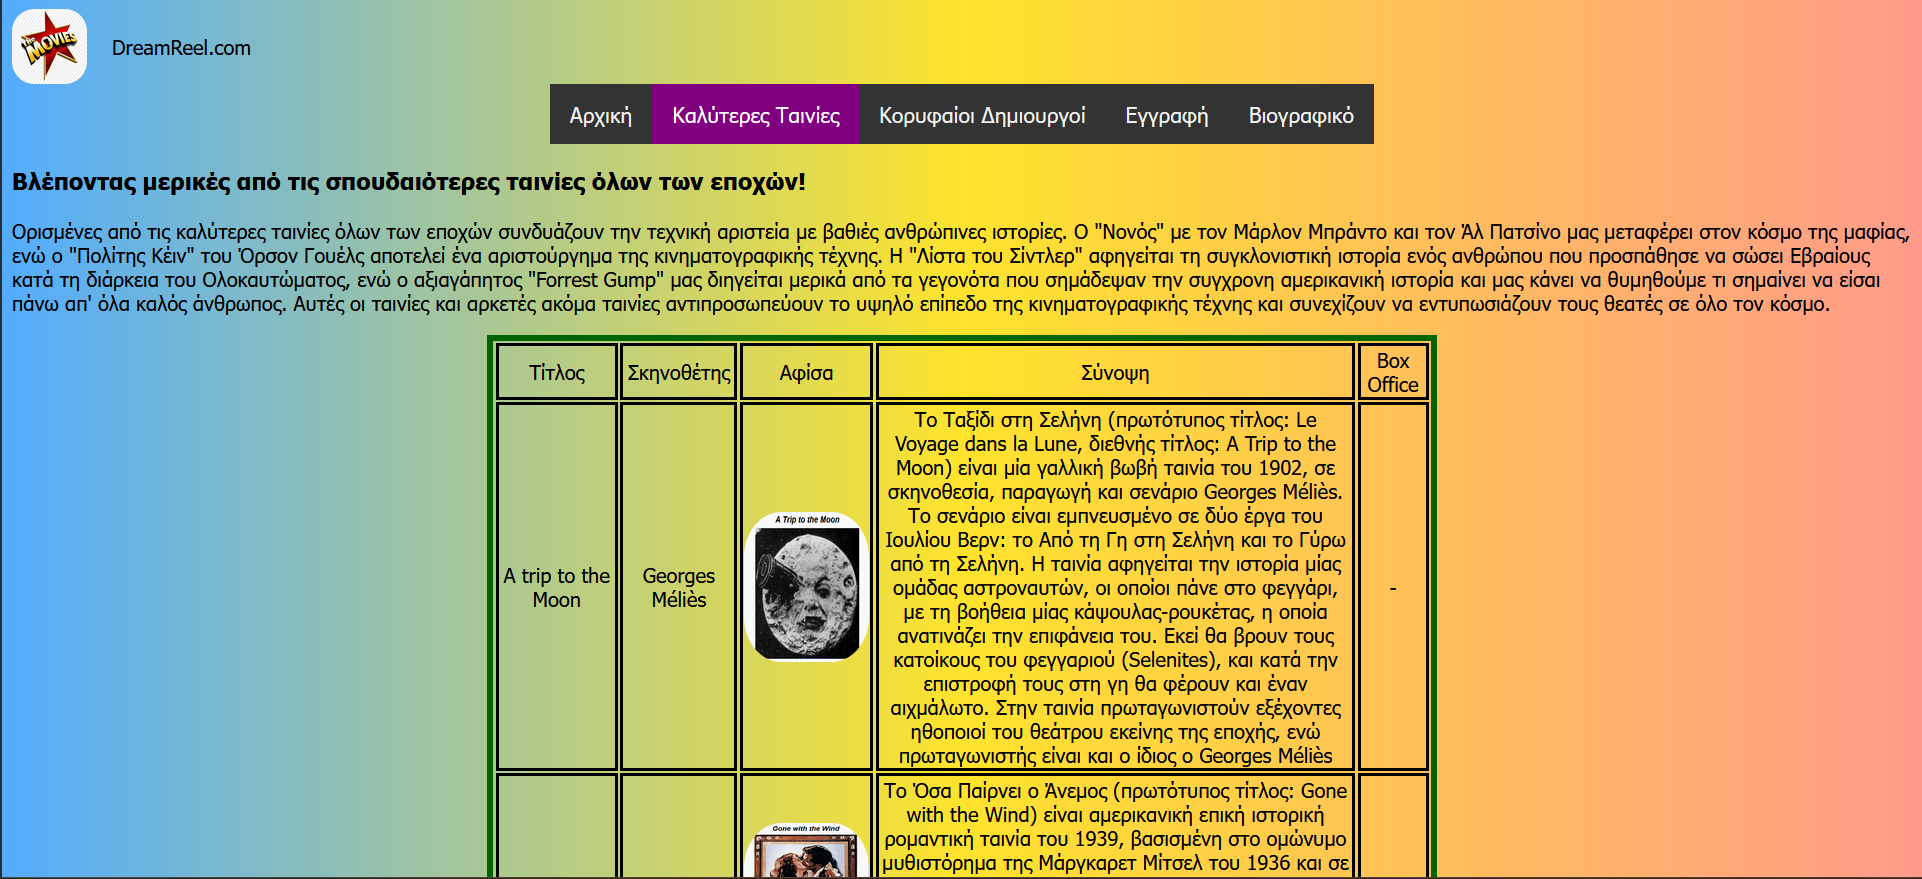 THE MOVIES
DreamReel.com
Αρχική Καλύτερες Ταινίες Κορυφαίοι Δημιουργοί Εγγραφή Βιογραφικό
Βλέποντας μερικές από τις σπουδαιότερες ταινίες όλων των εποχών!
Ορισμένες από τις καλύτερες ταινίες όλων των εποχών συνδυάζουν την τεχνική αριστεία με βαθιές ανθρώπινες ιστορίες. Ο "Νονός" με τον Μάρλον Μπράντο και τον Άλ Πατσίνο μας μεταφέρει στον κόσμο της μαφίας,
ενώ ο "Πολίτης Κέιν" του Όρσον Γουέλς αποτελεί ένα αριστούργημα της κινηματογραφικής τέχνης. Η "Λίστα του Σίντλερ" αφηγείται τη συγκλονιστική ιστορία ενός ανθρώπου που προσπάθησε να σώσει Εβραίους
κατά τη διάρκεια του Ολοκαυτώματος, ενώ ο αξιαγάπητος "Forrest Gump" μας διηγείται μερικά από τα γεγονότα που σημάδεψαν την συγχρονη αμερικανική ιστορία και μας κάνει να θυμηθούμε τι σημαίνει να είσαι
πάνω απ' όλα καλός άνθρωπος. Αυτές οι ταινίες και αρκετές ακόμα ταινίες αντιπροσωπεύουν το υψηλό επίπεδο της κινηματογραφικής τέχνης και συνεχίζουν να εντυπωσιάζουν τους θεατές σε όλο τον κόσμο.
Τίτλος Σκηνοθέτης Αφίσα Σύνοψη Box
Office
A trip to the
Moon
Georges
Méliès
A Trip to the Moon
Το Ταξίδι στη Σελήνη (πρωτότυπος τίτλος: Le
Voyage dans la Lune, διεθνής τίτλος: A Trip to the
Moon) είναι μία γαλλική βωβή ταινία του 1902, σε
σκηνοθεσία, παραγωγή και σενάριο Georges Méliès.
Το σενάριο είναι εμπνευσμένο σε δύο έργα του
Ιουλίου Βερν: το Από τη Γη στη Σελήνη και το Γύρω
από τη Σελήνη. Η ταινία αφηγείται την ιστορία μίας
ομάδας αστροναυτών, οι οποίοι πάνε στο φεγγάρι,
με τη βοήθεια μίας κάψουλας-ρουκέτας, η οποία
ανατινάζει την επιφάνεια του. Εκεί θα βρουν τους
κατοίκους του φεγγαριού (Selenites), και κατά την
επιστροφή τους στη γη θα φέρουν και έναν
αιχμάλωτο. Στην ταινία πρωταγωνιστούν εξέχοντες
ηθοποιοί του θεάτρου εκείνης της εποχής, ενώ
πρωταγωνιστής είναι και ο ίδιος ο Georges Méliès
-
Gone with the Wind
Το Όσα Παίρνει ο Άνεμος (πρωτότυπος τίτλος: Gone
with the Wind) είναι αμερικανική επική ιστορική
ρομαντική ταινία του 1939, βασισμένη στο ομώνυμο
μυθιστόρημα της Μάργκαρετ Μίτσελ του 1936 και σε